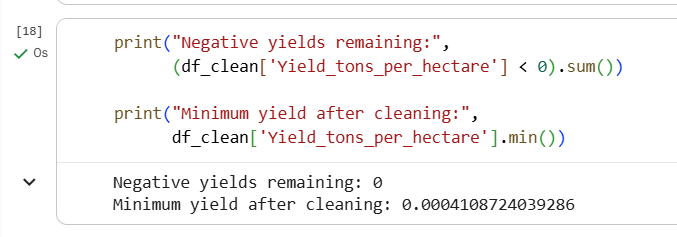 [18]
0s
print("Negative yields remaining:",
(df_clean['Yield_tons_per_hectare'] < 0).sum())
print("Minimum yield after cleaning:",
df_clean['Yield_tons_per_hectare'].min())
Negative yields remaining: 0
Minimum yield after cleaning: 0.0004108724039286